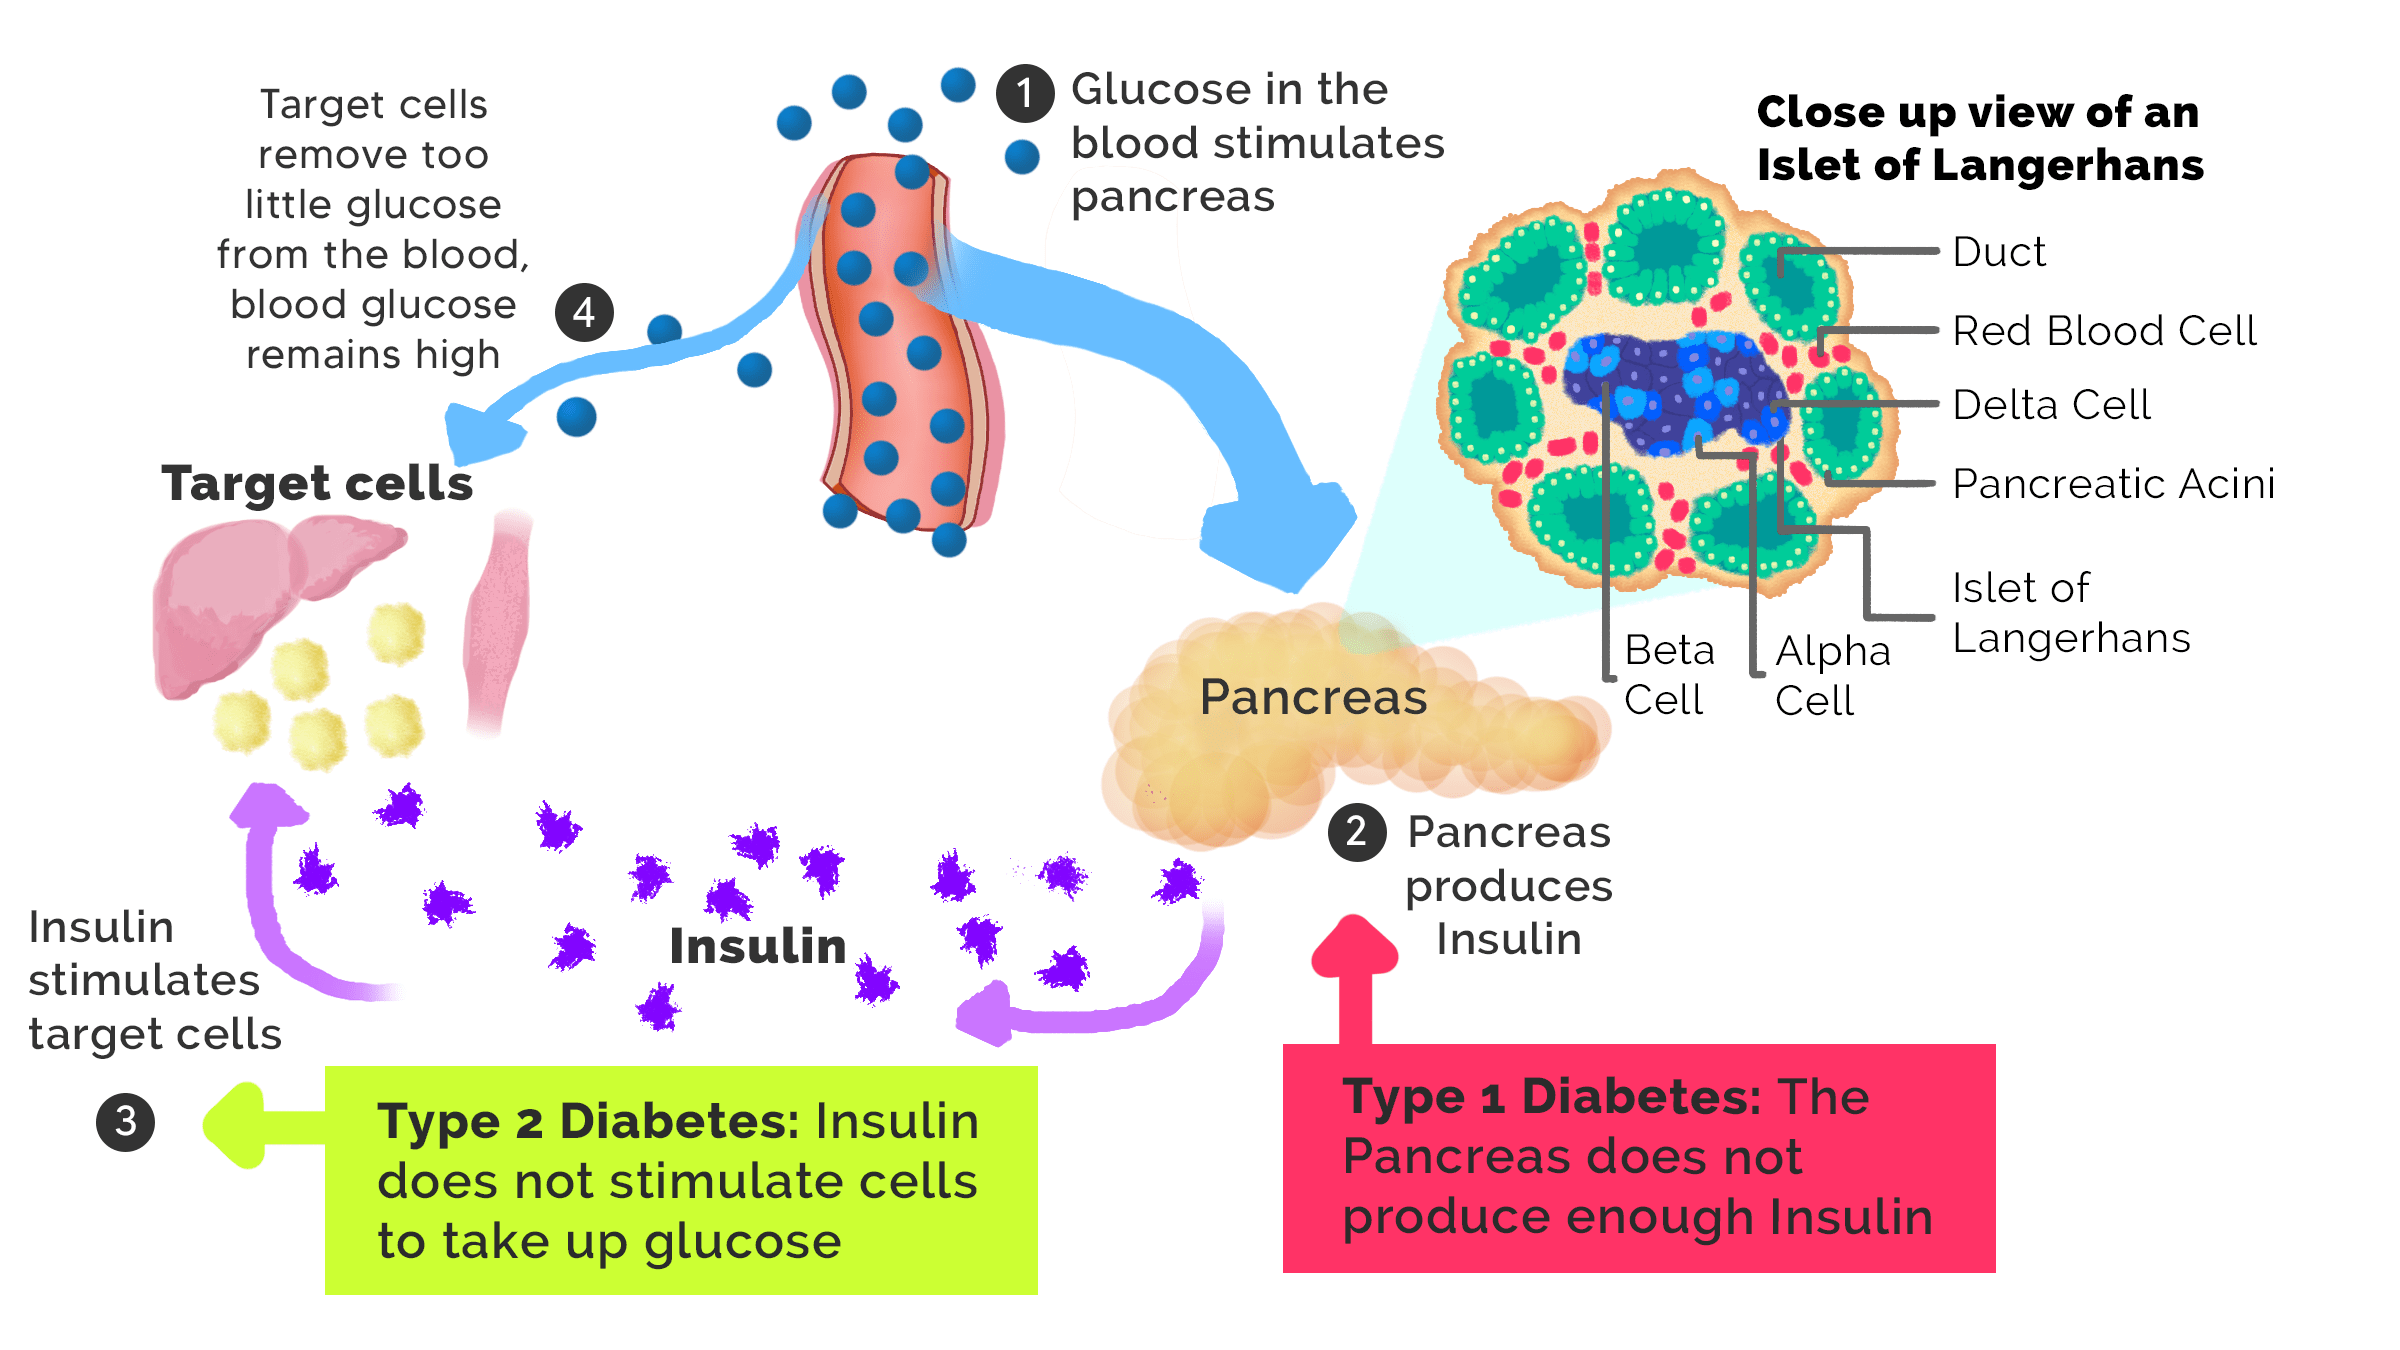 1
Glucose in the
blood stimulates
pancreas
Target cells
remove too
little glucose
from the blood,
blood glucose
remains high
4
Close up view of an
Islet of Langerhans
Duct
Red Blood Cell
Delta Cell
Pancreatic Acini
Islet of
Langerhans
Beta
Cell
Alpha
Cell
Target cells
Pancreas
2
Pancreas
produces
Insulin
Insulin
Insulin
stimulates
target cells
3
Type 2 Diabetes: Insulin
does not stimulate cells
to take up glucose
Type 1 Diabetes: The
Pancreas does not
produce enough Insulin